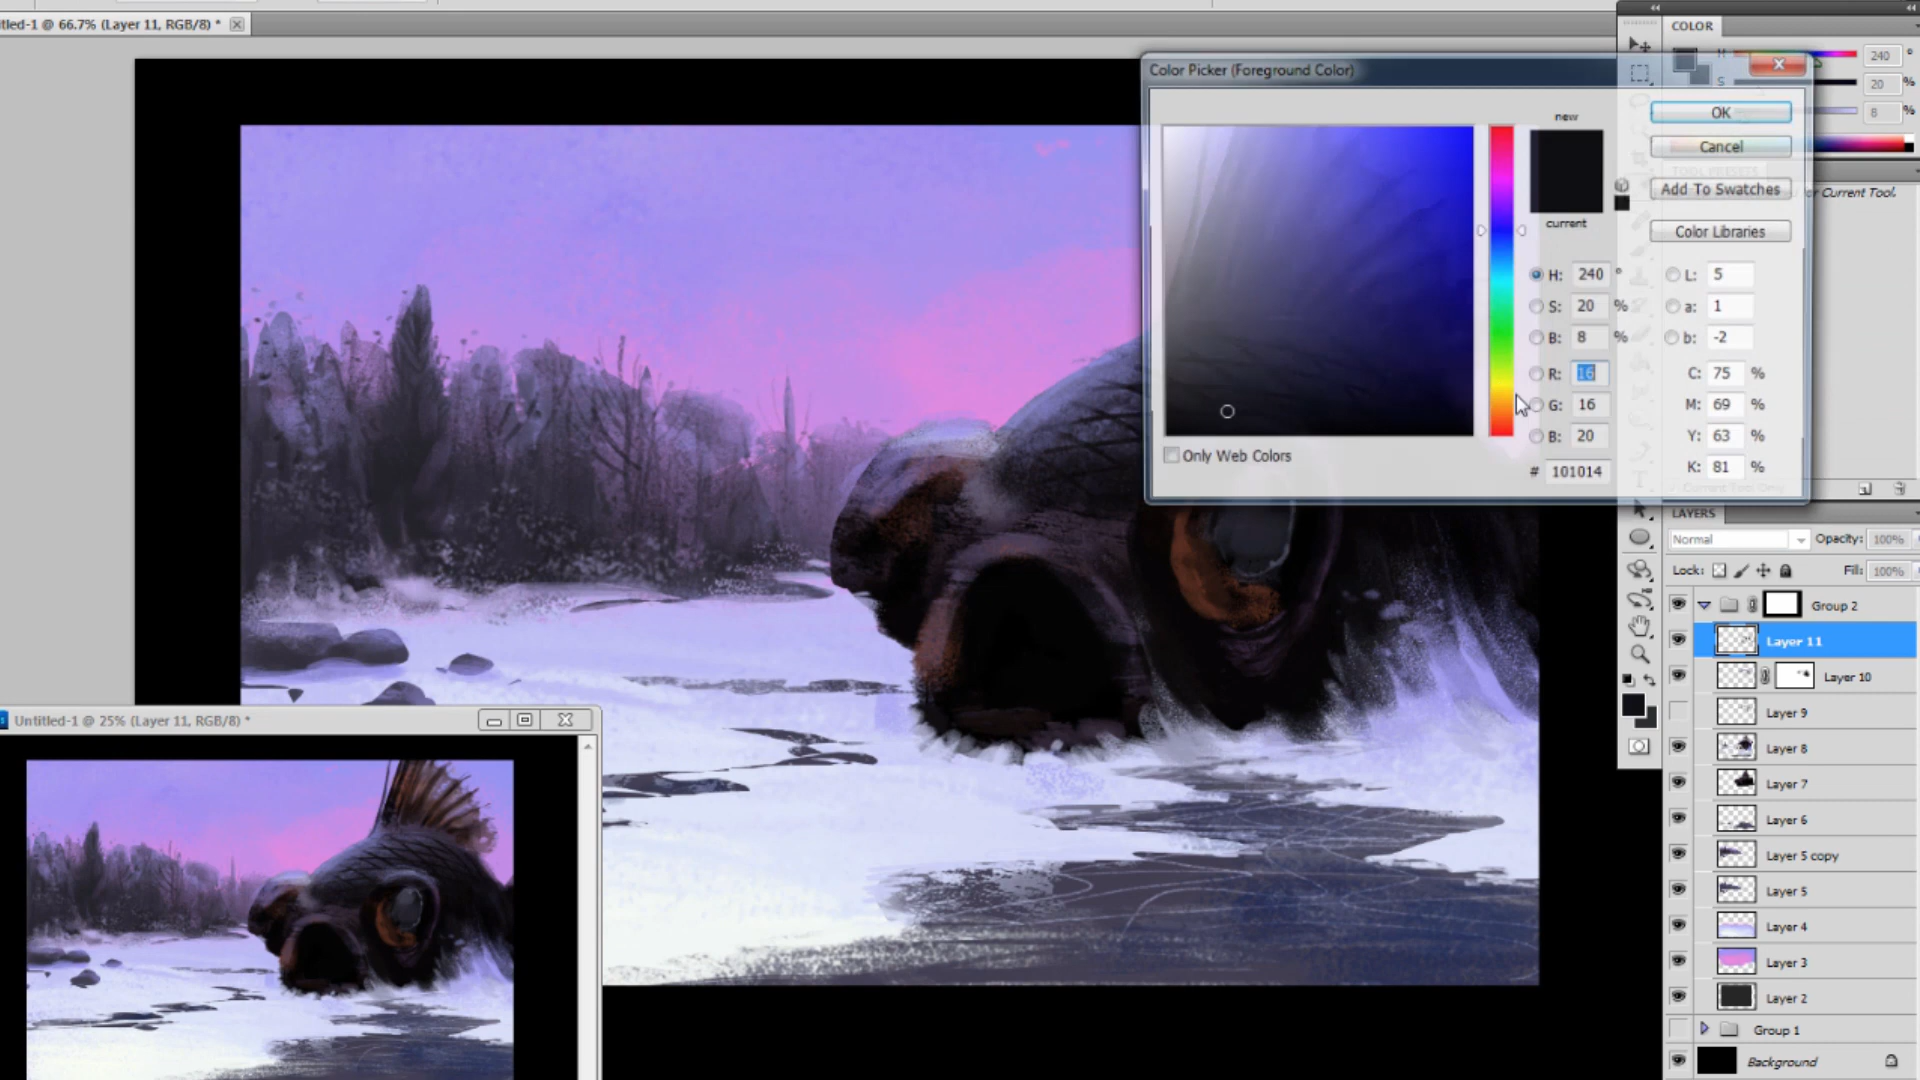 tled-1 @ 66.7% (Layer 11, RGB/8) *
COLOR
H 240 °
S 20 %
8 %
Color Picker (Foreground Color)
new
current
OK
Cancel
Add To Swatches
Color Libraries
for Current Tool.
H: 240 °
S: 20 %
B: 8 %
R: 16
G: 16
B: 20
# 101014
L: 5
a: 1
b: -2
C: 75 %
M: 69 %
Y: 63 %
K: 81 %
Only Web Colors
Current Tool Only
LAYERS
Normal
Opacity: 100%
Lock:
Fill: 100%
Group 2
Layer 11
Layer 10
Layer 9
Layer 8
Layer 7
Layer 6
Layer 5 copy
Layer 5
Layer 4
Layer 3
Layer 2
Group 1
Background
Untitled-1 @ 25% (Layer 11, RGB/8) *